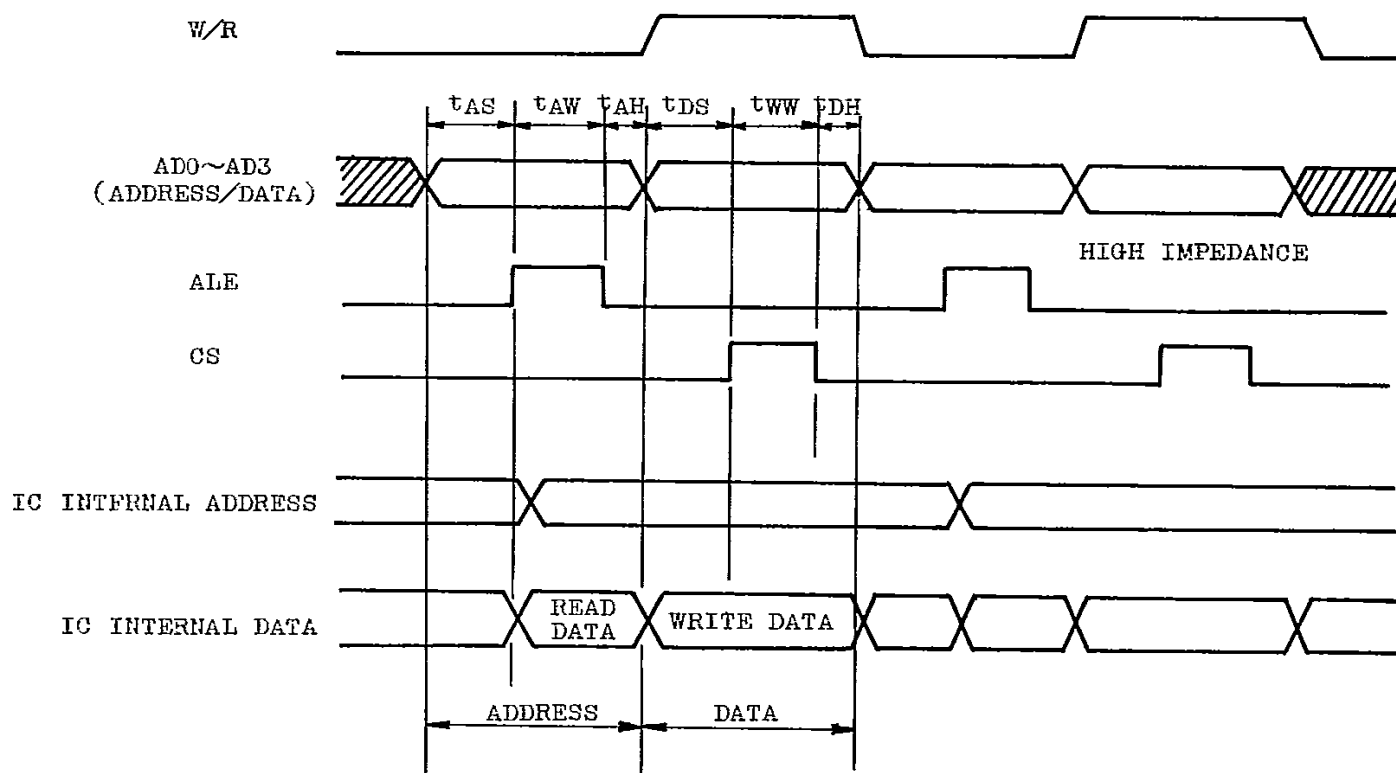 W/R
tAS tAW tAH tDS tWW tDH
AD0~AD3
(ADDRESS/DATA)
HIGH IMPEDANCE
ALE
CS
IC INTERNAL ADDRESS
READ
DATA
WRITE DATA
IC INTERNAL DATA
ADDRESS DATA